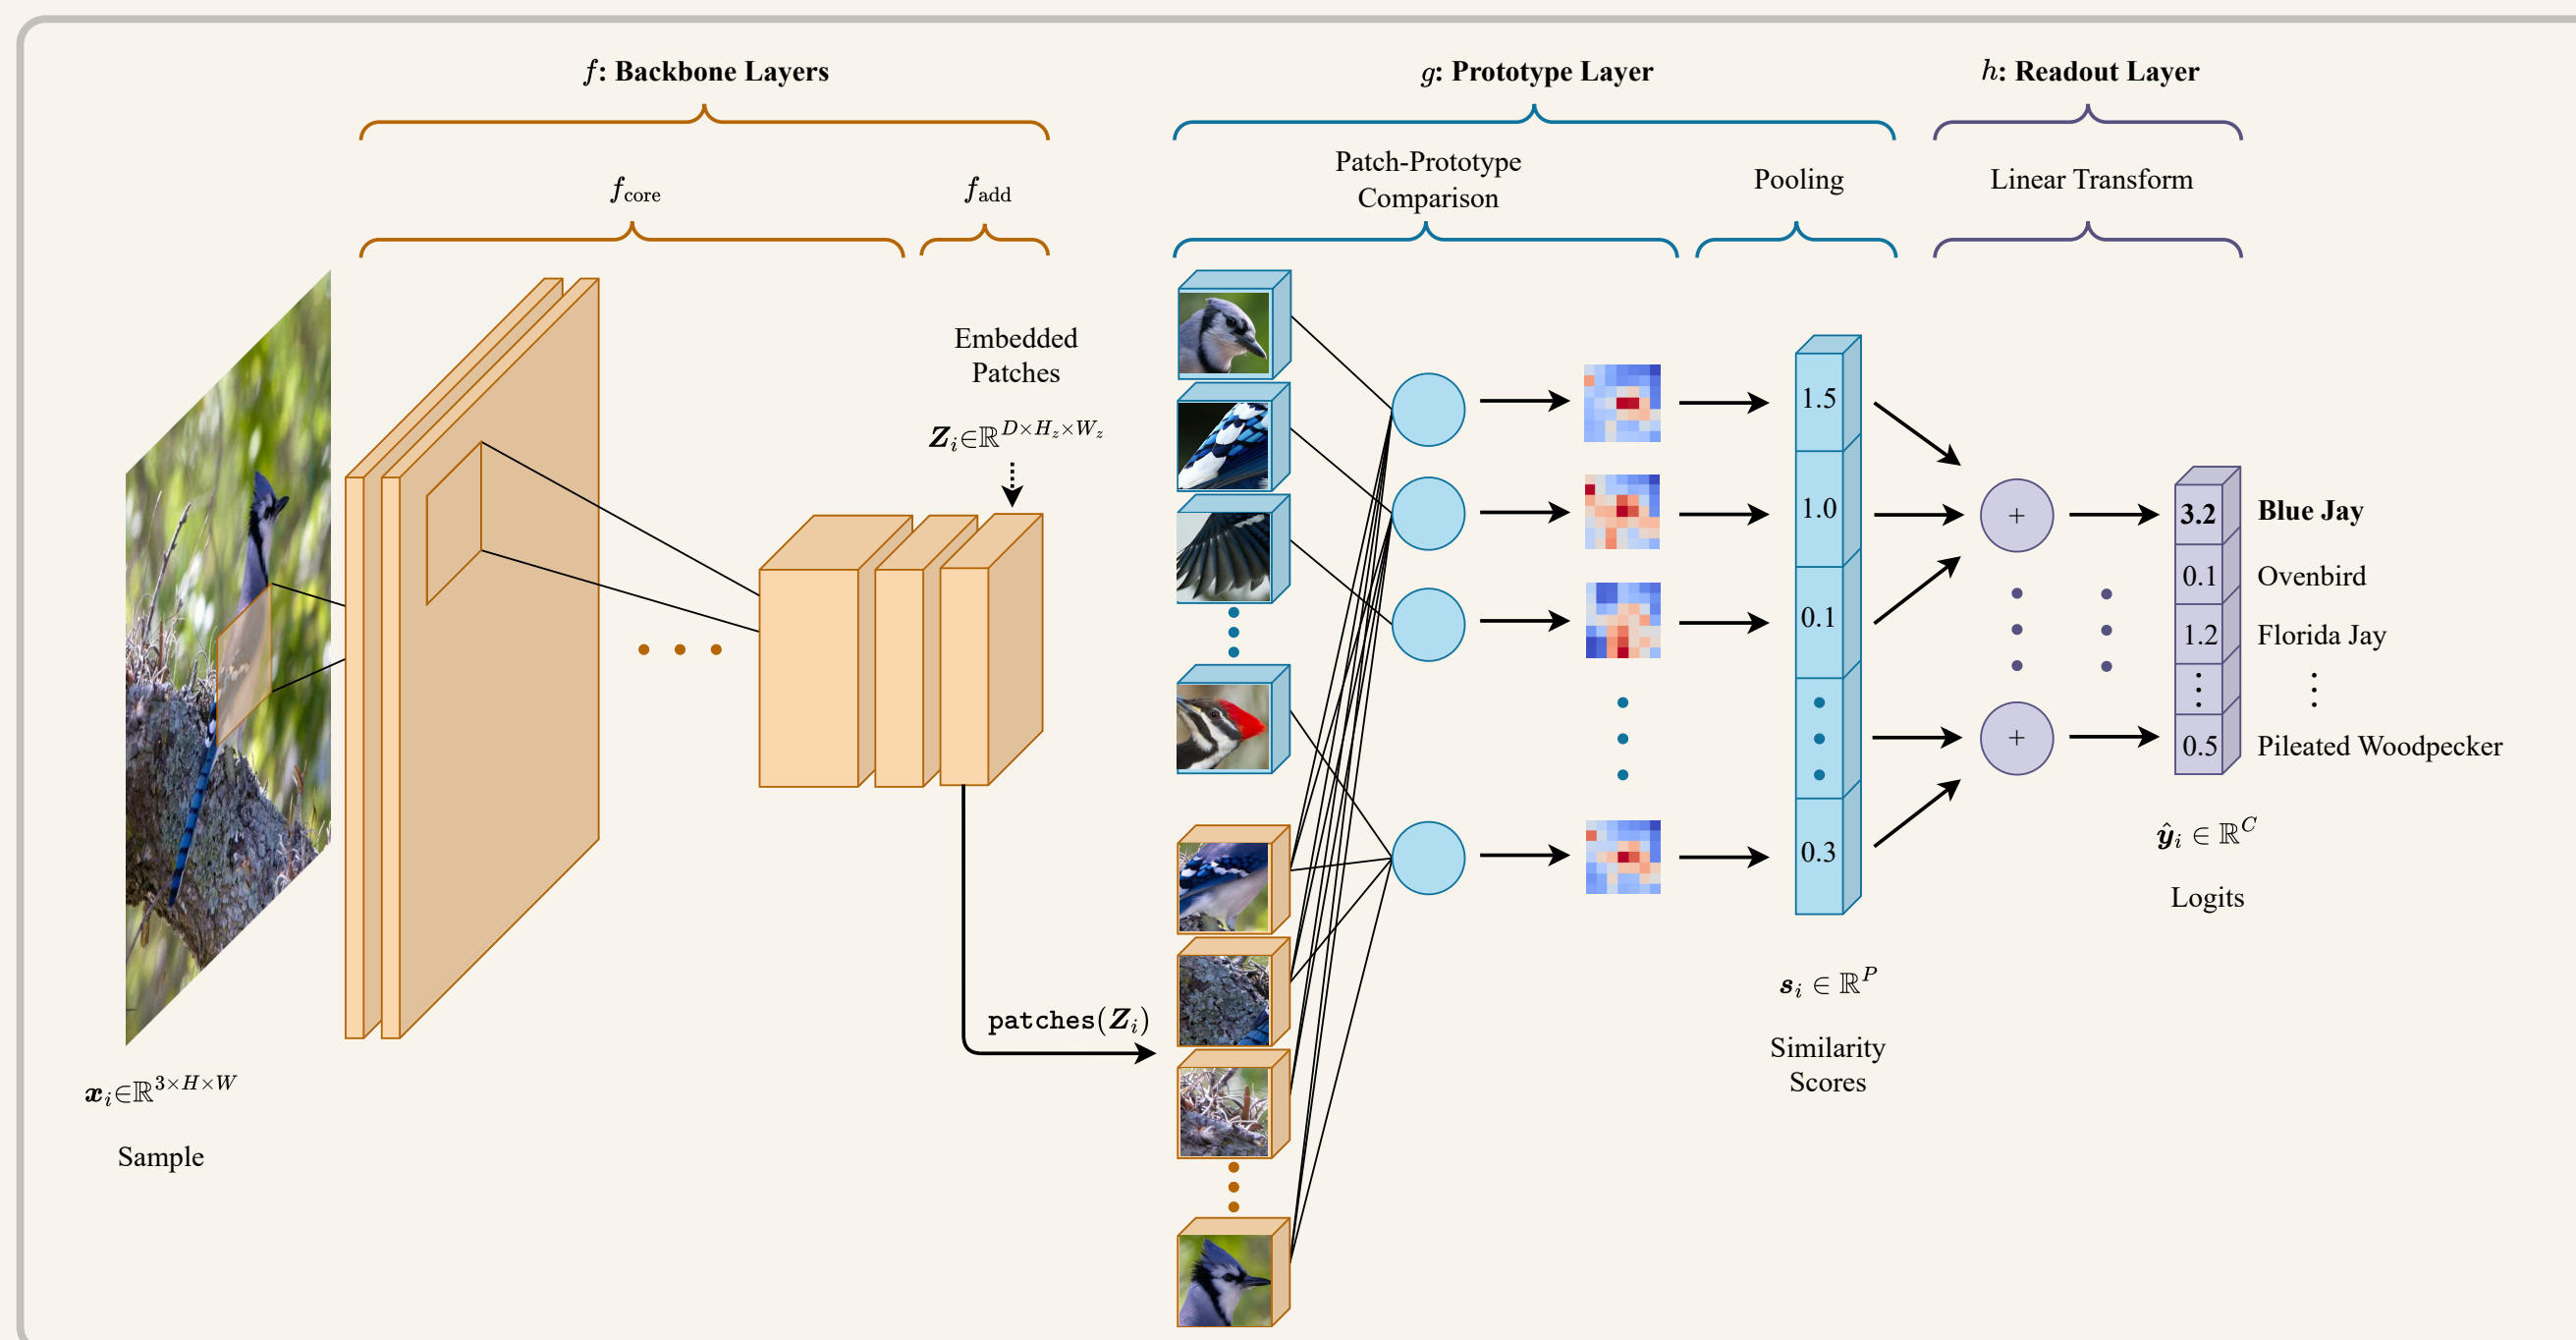 f: Backbone Layers
g: Prototype Layer
h: Readout Layer
f_core
f_add
Patch-Prototype
Comparison
Pooling
Linear Transform
Embedded
Patches
Z_i∈ℝ^{D×H_z×W_z}
1.5
1.0
0.1
0.3
+
+
3.2 Blue Jay
0.1 Ovenbird
1.2 Florida Jay
⋮ ⋮
0.5 Pileated Woodpecker
ŷ_i ∈ ℝ^C
Logits
s_i ∈ ℝ^P
Similarity
Scores
patches(Z_i)
x_i∈ℝ^{3×H×W}
Sample